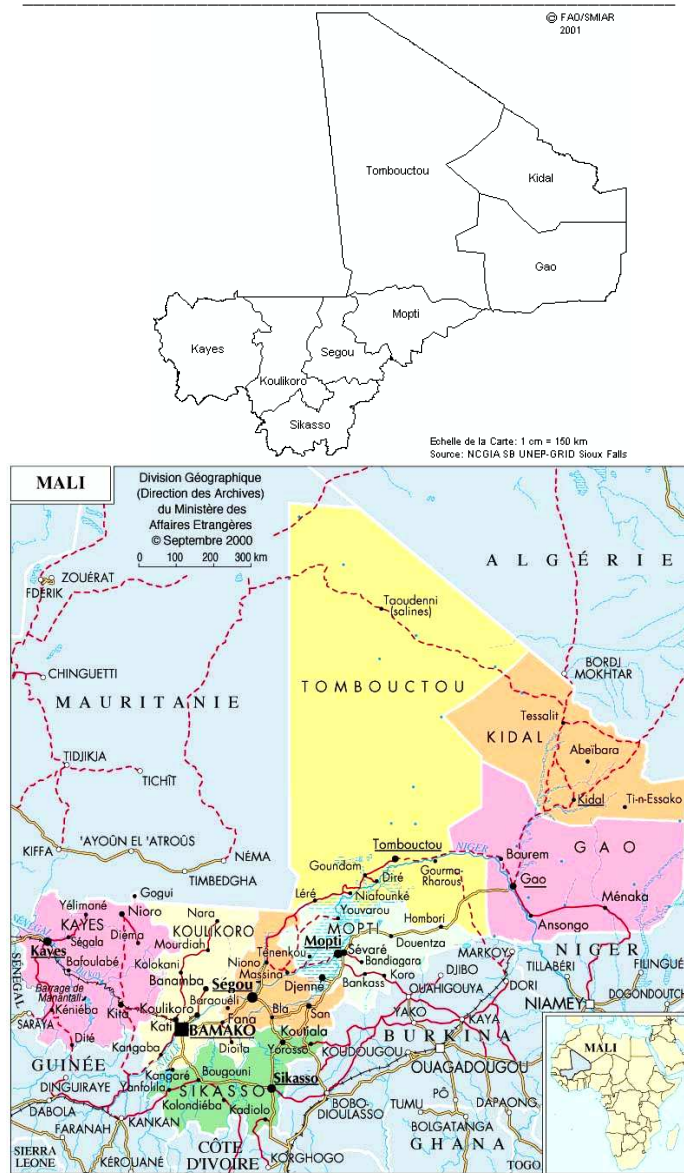 @ FAO/SMIAR
2001
Tombouctou
Kidal
Gao
Mopti
Kayes
Segou
Koulikoro
Sikasso
Echelle de la Carte: 1 cm = 150 km
Source: NCGIA SB UNEP-GRID Sioux Falls
MALI
Division Géographique
(Direction des Archives)
du Ministère des
Affaires Etrangères
© Septembre 2000
0 100 200 300 km
ALGÉRIE
ZOUÉRAT
FDERIK
Taoudenni
(salines)
BORDJ
MOKHTAR
CHINGUETTI
TOMBOUCTOU
MAURITANIE
Tessalit
KIDAL
Abeïbara
TIDJIKJA
TICHÎT
Kidal
Ti-n-Essako
'AYOÛN EL 'ATROÛS
KIFFA
NÉMA
TIMBEDGHA
Tombouctou
NIGER
Bourem
GAO
Goundam
Diré
Gourma-
Rharous
Gao
Gogui
Léré
Niafounké
Ménaka
Yélimané
Nioro
Nara
Youvarou
Hombori
Ansongo
SÉNÉGAL
KAYES
KOULIKORO
MOPTI
Kayes
Ségala
Diéma
Mourdiah
Ténenkou
Mopti
Sévaré
Douentza
NIGER
Bafoulabé
Kolokani
Niono
Massina
Bandiagara
MARKOY
TILLABÉRI
FILINGUÉ
SÉNÉGAL
Barrage de
Manantali
Banamba
Ségou
Djenné
Bankass
Koro
DJIBO
DORI
OUAHIGOUYA
NIAMEY
DOGONDOUTCHI
Kéniéba
Kita
Koulikoro
Baraouéli
Bla
San
YAKO
KAYA
SARAYA
Kati
BAMAKO
Fana
Koutiala
BURKINA
Dité
Kangaba
Dioïla
Yorosso
KOUDOUGOU
OUAGADOUGOU
MALI
GUINÉE
Kangaré
Bougouni
DINGUIRAYE
Yanfolila
SIKASSO
Sikasso
PÔ
DABOLA
Kolondiéba
Kadiolo
BOBO-
DIOULASSO
TUMU
DAPAONG
FARANAH
KANKAN
BOLGATANGA
CÔTE
D'IVOIRE
GHANA
SIERRA
LEONE
KÉROUANÉ
KORGHOGO
TOGO